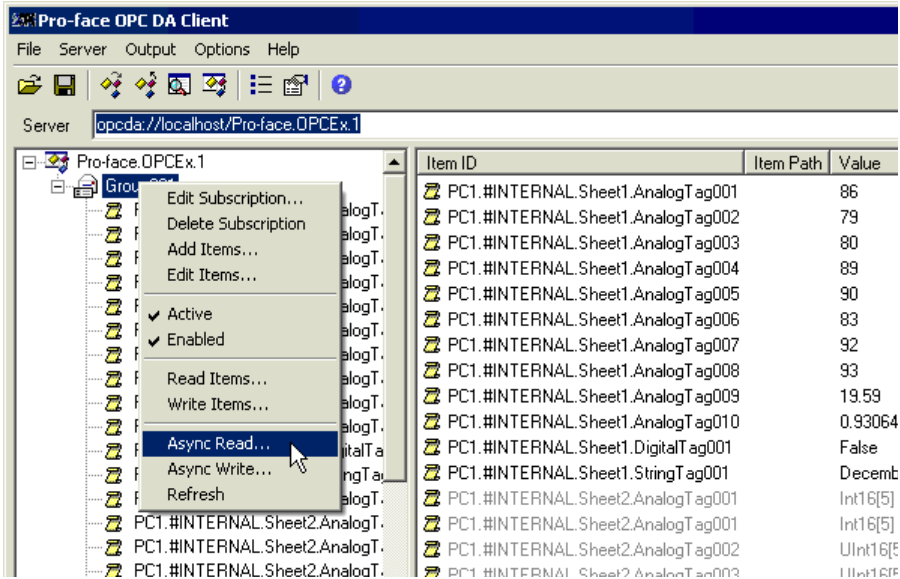 Pro-face OPC DA Client
File Server Output Options Help
Server opcda://localhost/Pro-face.OPCEx.1
Pro-face.OPCEx.1
Edit Subscription...
Delete Subscription
Add Items...
Edit Items...
Active
Enabled
Read Items...
Write Items...
Async Read...
Async Write...
Refresh
PC1.#INTERNAL.Sheet2.AnalogT
PC1.#INTERNAL.Sheet2.AnalogT
Item ID Item Path Value
PC1.#INTERNAL.Sheet1.AnalogTag001 86
PC1.#INTERNAL.Sheet1.AnalogTag002 79
PC1.#INTERNAL.Sheet1.AnalogTag003 80
PC1.#INTERNAL.Sheet1.AnalogTag004 89
PC1.#INTERNAL.Sheet1.AnalogTag005 90
PC1.#INTERNAL.Sheet1.AnalogTag006 83
PC1.#INTERNAL.Sheet1.AnalogTag007 92
PC1.#INTERNAL.Sheet1.AnalogTag008 93
PC1.#INTERNAL.Sheet1.AnalogTag009 19.59
PC1.#INTERNAL.Sheet1.AnalogTag010 0.93064
PC1.#INTERNAL.Sheet1.DigitalTag001 False
PC1.#INTERNAL.Sheet1.StringTag001 Decemb
PC1.#INTERNAL.Sheet2.AnalogTag001 Int16[5]
PC1.#INTERNAL.Sheet2.AnalogTag001 Int16[5]
PC1.#INTERNAL.Sheet2.AnalogTag002 UInt16[5
PC1.#INTERNAL.Sheet2.AnalogTag003 UInt16[5